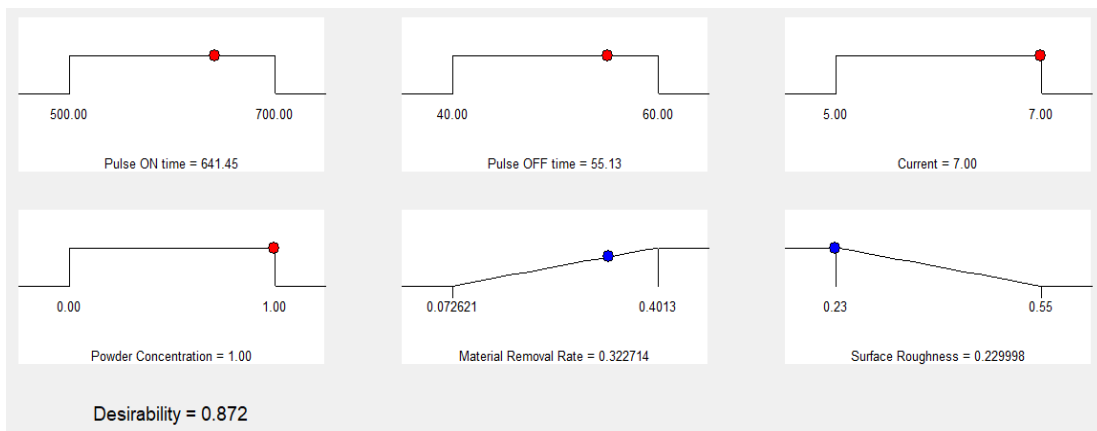 500.00 700.00
Pulse ON time = 641.45
40.00 60.00
Pulse OFF time = 55.13
5.00 7.00
Current = 7.00
0.00 1.00
Powder Concentration = 1.00
0.072621 0.4013
Material Removal Rate = 0.322714
0.23 0.55
Surface Roughness = 0.229998
Desirability = 0.872